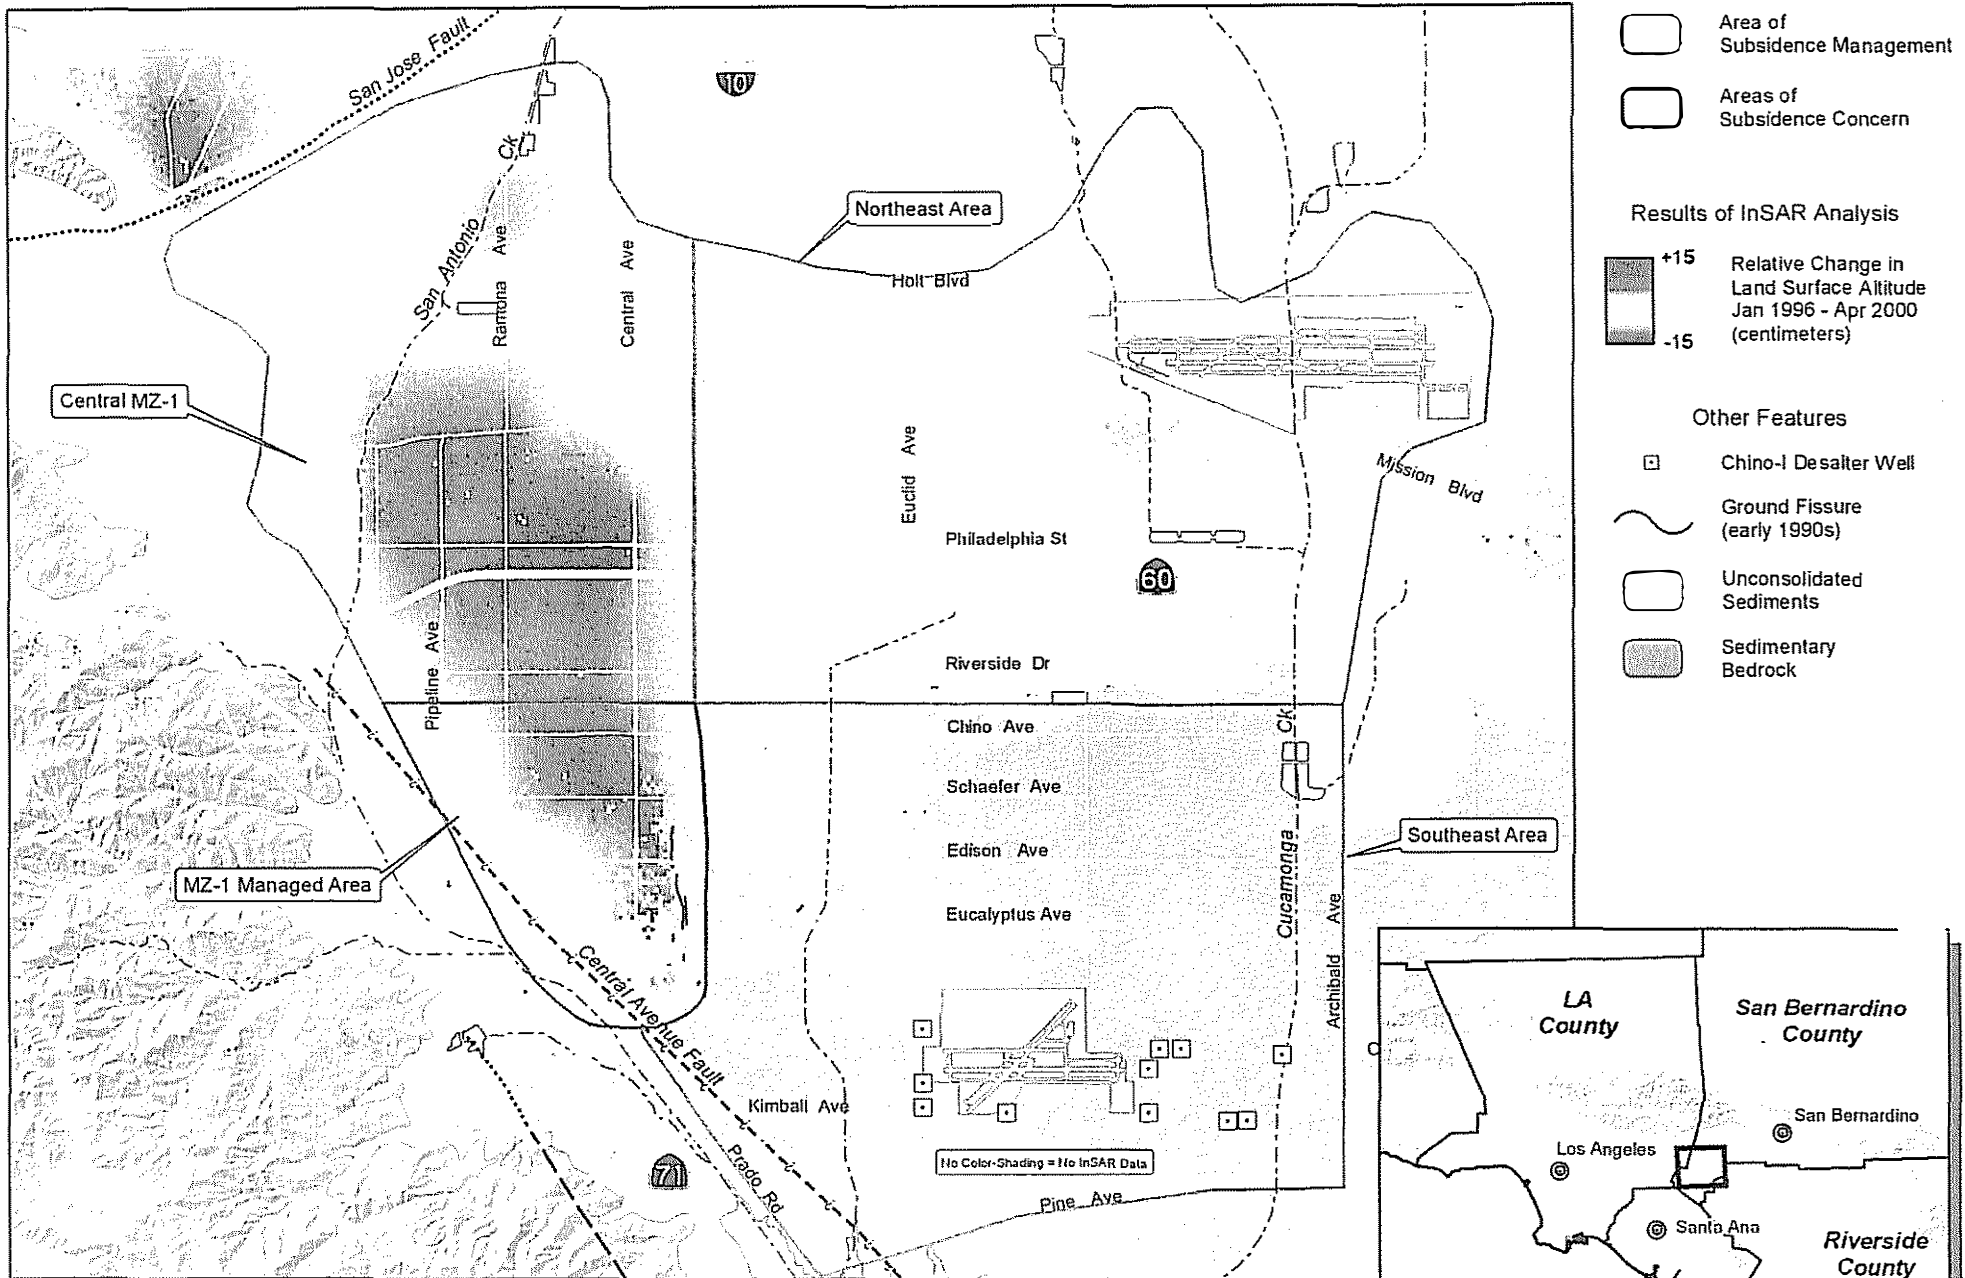 San Jose Fault
10
San Antonio Ck
Ramona Ave
Central Ave
Northeast Area
Holt Blvd
Central MZ-1
Euclid Ave
Mission Blvd
Philadelphia St
60
Pipeline Ave
Riverside Dr
Chino Ave
Schaefer Ave
Edison Ave
Eucalyptus Ave
Cucamonga Ck
Southeast Area
MZ-1 Managed Area
Archibald Ave
Central Avenue Fault
Kimball Ave
Prado Rd
71
No Color-Shading = No InSAR Data
Pine Ave
Area of
Subsidence Management
Areas of
Subsidence Concern
Results of InSAR Analysis
+15
-15
Relative Change in
Land Surface Altitude
Jan 1996 - Apr 2000
(centimeters)
Other Features
Chino-I Desalter Well
Ground Fissure
(early 1990s)
Unconsolidated
Sediments
Sedimentary
Bedrock
LA
County
San Bernardino
County
San Bernardino
Los Angeles
Santa Ana
Riverside
County